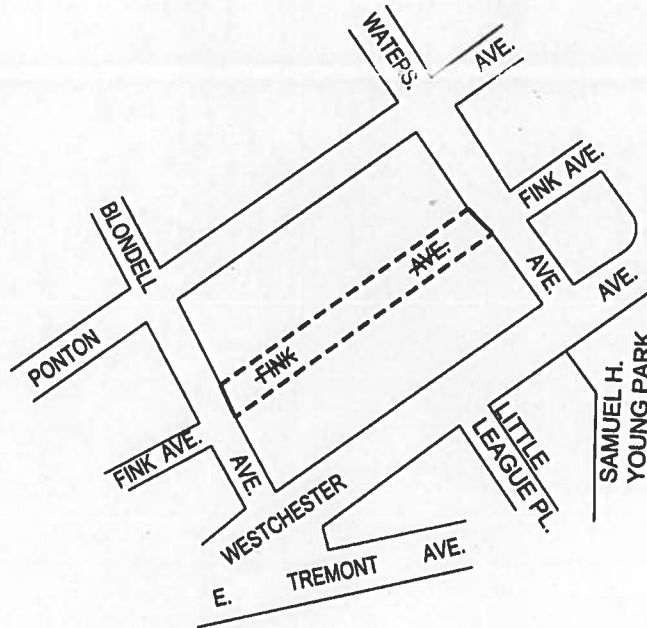 WATERS.
AVE.
BLONDELL
FINK AVE.
AVE.
AVE.
AVE.
FINK
PONTON
SAMUEL H.
YOUNG PARK
FINK AVE.
AVE.
LITTLE
LEAGUE PL.
WESTCHESTER
E. TREMONT AVE.